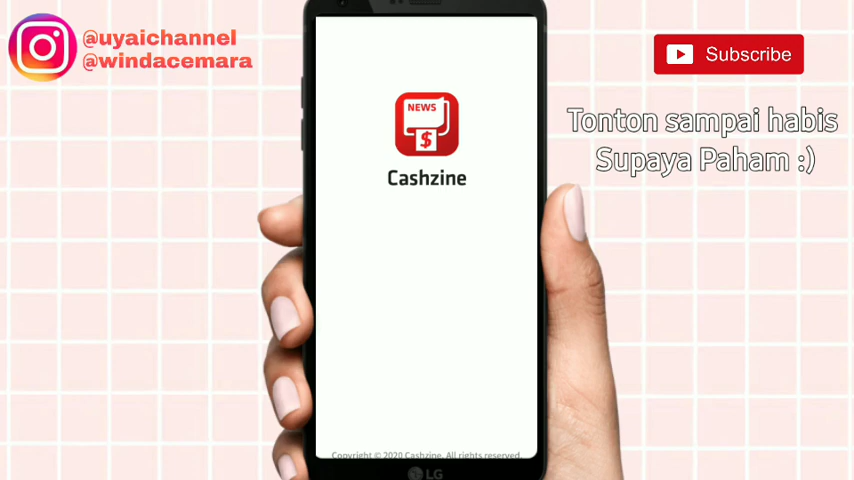 @uyaichannel
@windacemara
Subscribe
Tonton sampai habis
Supaya Paham :)
NEWS
$
Cashzine
Copyright © 2020 Cashzine. All rights reserved.
LG